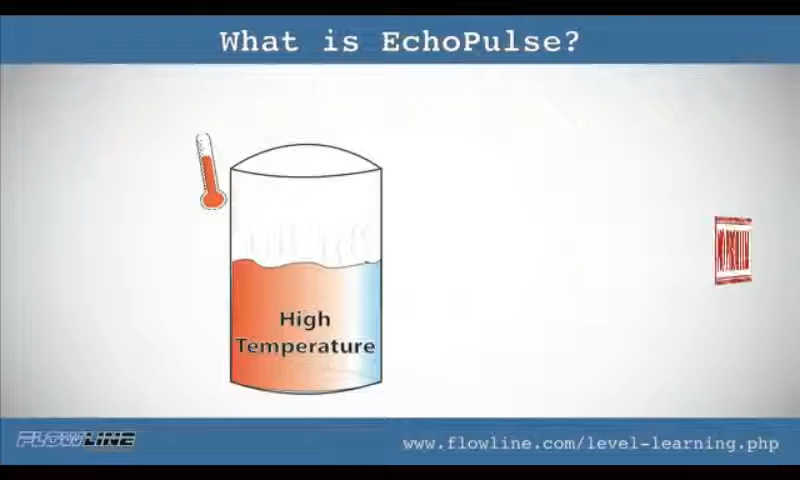 What is EchoPulse?
High
Temperature
FLOWLINE
www.flowline.com/level-learning.php